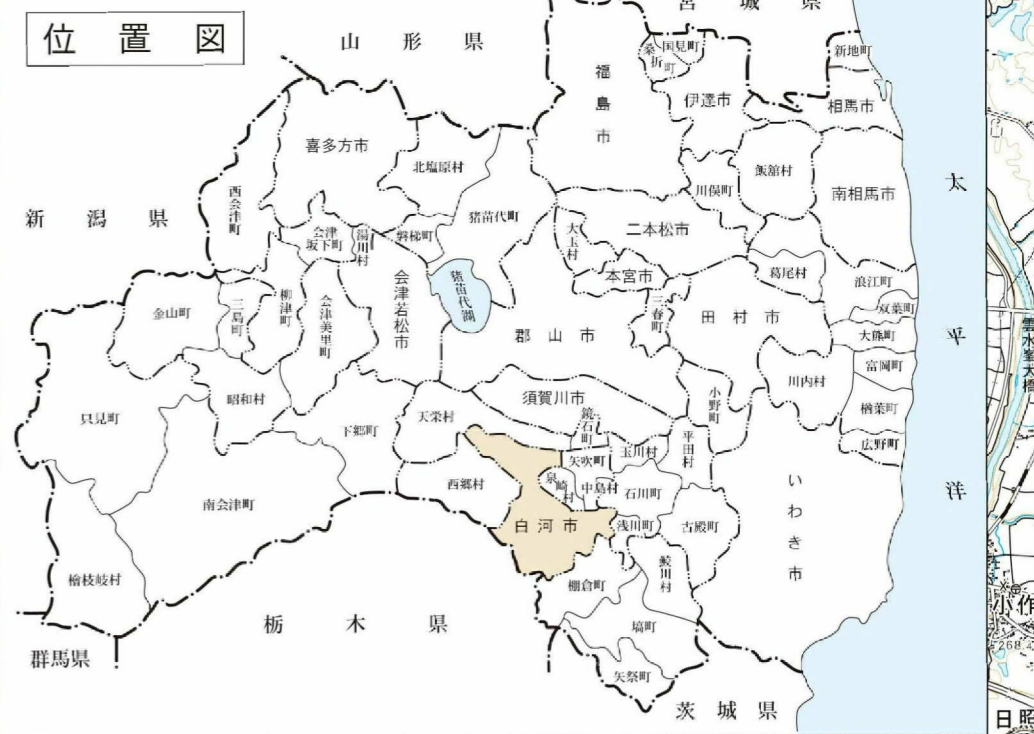 位置図
宮城県
山形県
新潟県
福島市
桑折町
国見町
伊達市
新地町
相馬市
喜多方市
北塩原村
西会津町
会津坂下町
湯川村
磐梯町
猪苗代町
猪苗代湖
川俣町
飯舘村
南相馬市
太平洋
二本松市
大玉村
本宮市
葛尾村
浪江町
双葉町
大熊町
富岡町
楢葉町
広野町
金山町
三島町
柳津町
会津美里町
会津若松市
郡山市
三春町
田村市
川内村
小野町
只見町
昭和村
下郷町
天栄村
須賀川市
鏡石町
玉川村
平田村
矢吹町
西郷村
泉崎村
中島村
石川町
いわき市
南会津町
白河市
浅川町
古殿町
檜枝岐村
棚倉町
鮫川村
塙町
矢祭町
群馬県
栃木県
茨城県
小作
268.4
日照